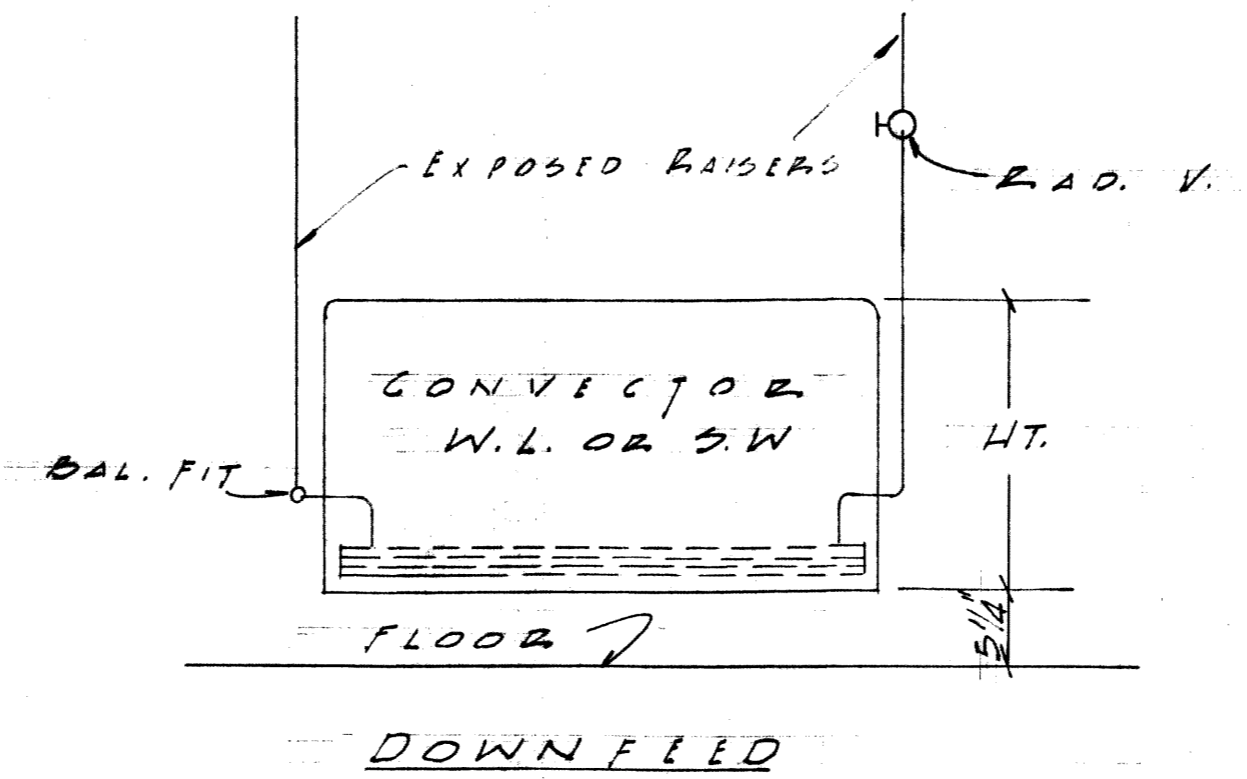 EXPOSED RAISERS
RAD. V.
CONVECTOR
W.L. OR S.W
HT.
BAL. FIT
5 1/4"
FLOOR
DOWNFEED